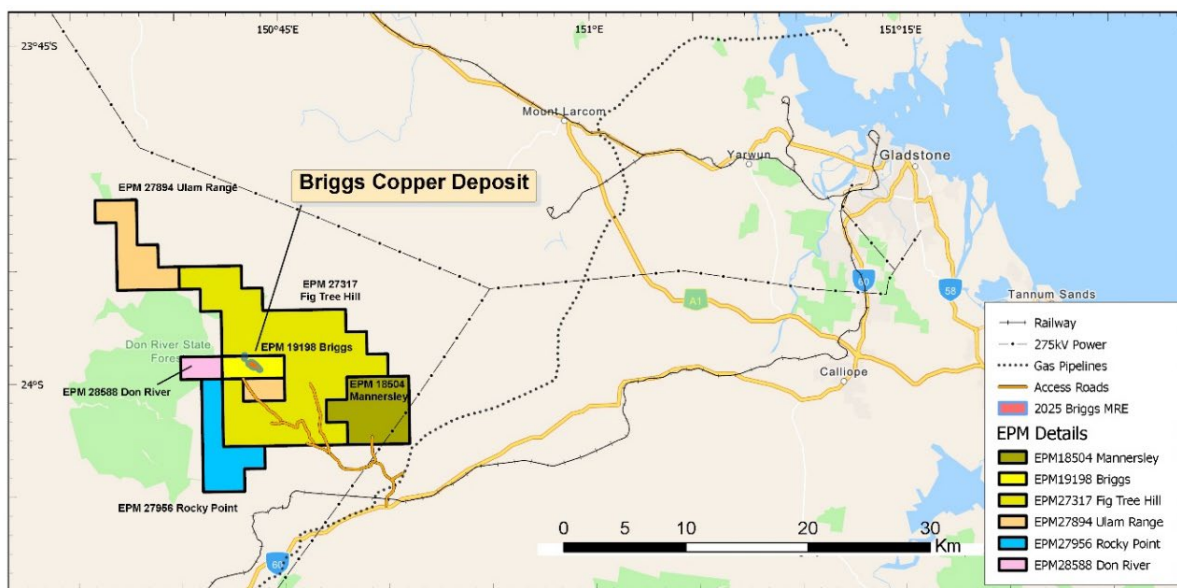 150°45'E
151°E
151°15'E
23°45'S
Mount Larcom
Yarwun
Gladstone
EPM 27894 Ulam Range
Briggs Copper Deposit
EPM 27317
Fig Tree Hill
A1
60
58
Tannum Sands
Don River State
Forest
EPM 19198 Briggs
24°S
EPM 28588 Don River
EPM 18504
Mannersley
Calliope
EPM 27956 Rocky Point
60
0 5 10 20 30
Km
Railway
275kV Power
Gas Pipelines
Access Roads
2025 Briggs MRE
EPM Details
EPM18504 Mannersley
EPM19198 Briggs
EPM27317 Fig Tree Hill
EPM27894 Ulam Range
EPM27956 Rocky Point
EPM28588 Don River